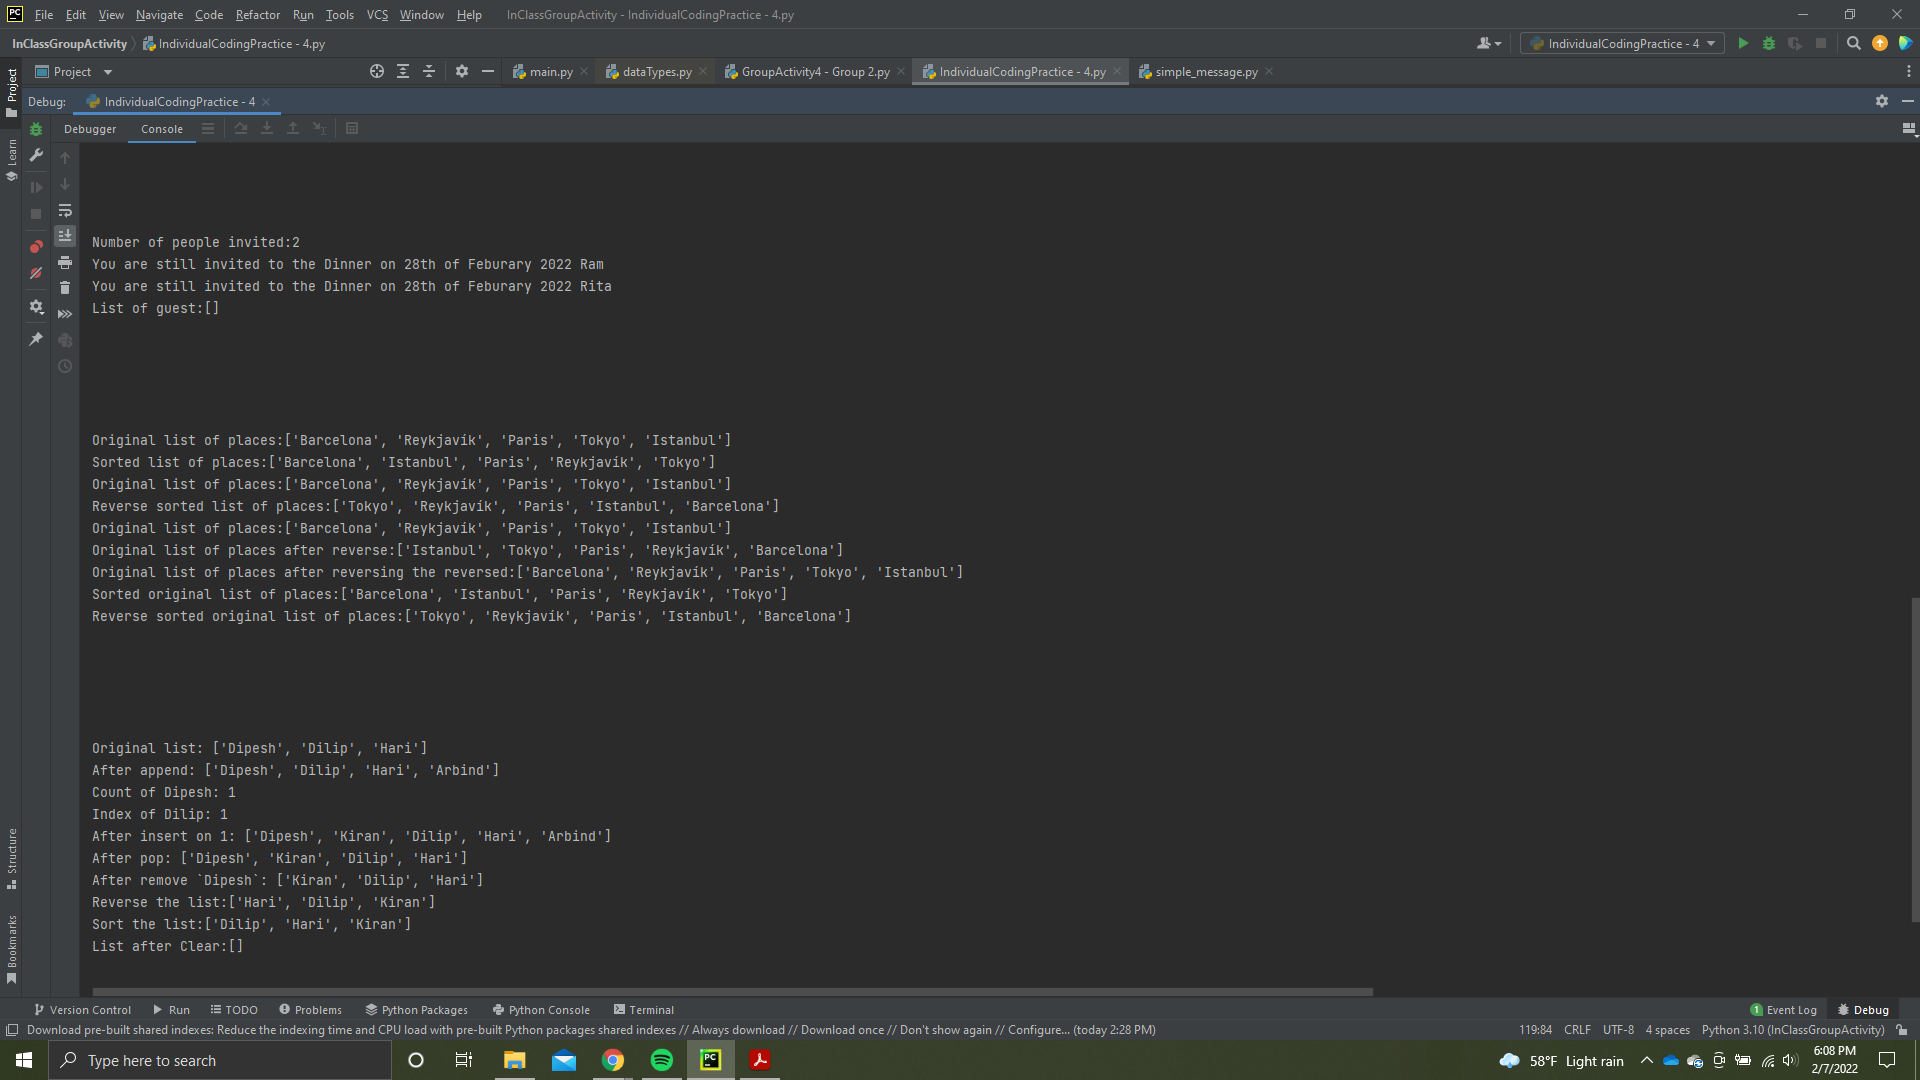 PC File Edit View Navigate Code Refactor Run Tools VCS Window Help InClassGroupActivity - IndividualCodingPractice - 4.py
InClassGroupActivity IndividualCodingPractice - 4.py IndividualCodingPractice - 4
Project Project main.py dataTypes.py GroupActivity4 - Group 2.py IndividualCodingPractice - 4.py simple_message.py
Debug: IndividualCodingPractice - 4
Debugger Console
Learn
Number of people invited:2
You are still invited to the Dinner on 28th of Feburary 2022 Ram
You are still invited to the Dinner on 28th of Feburary 2022 Rita
List of guest:[]
Original list of places:['Barcelona', 'Reykjavík', 'Paris', 'Tokyo', 'Istanbul']
Sorted list of places:['Barcelona', 'Istanbul', 'Paris', 'Reykjavík', 'Tokyo']
Original list of places:['Barcelona', 'Reykjavík', 'Paris', 'Tokyo', 'Istanbul']
Reverse sorted list of places:['Tokyo', 'Reykjavík', 'Paris', 'Istanbul', 'Barcelona']
Original list of places:['Barcelona', 'Reykjavík', 'Paris', 'Tokyo', 'Istanbul']
Original list of places after reverse:['Istanbul', 'Tokyo', 'Paris', 'Reykjavík', 'Barcelona']
Original list of places after reversing the reversed:['Barcelona', 'Reykjavík', 'Paris', 'Tokyo', 'Istanbul']
Sorted original list of places:['Barcelona', 'Istanbul', 'Paris', 'Reykjavík', 'Tokyo']
Reverse sorted original list of places:['Tokyo', 'Reykjavík', 'Paris', 'Istanbul', 'Barcelona']
Original list: ['Dipesh', 'Dilip', 'Hari']
After append: ['Dipesh', 'Dilip', 'Hari', 'Arbind']
Count of Dipesh: 1
Index of Dilip: 1
After insert on 1: ['Dipesh', 'Kiran', 'Dilip', 'Hari', 'Arbind']
After pop: ['Dipesh', 'Kiran', 'Dilip', 'Hari']
After remove `Dipesh`: ['Kiran', 'Dilip', 'Hari']
Reverse the list:['Hari', 'Dilip', 'Kiran']
Sort the list:['Dilip', 'Hari', 'Kiran']
List after Clear:[]
Structure
Bookmarks
Version Control Run TODO Problems Python Packages Python Console Terminal 1 Event Log Debug
Download pre-built shared indexes: Reduce the indexing time and CPU load with pre-built Python packages shared indexes // Always download // Download once // Don't show again // Configure... (today 2:28 PM) 119:84 CRLF UTF-8 4 spaces Python 3.10 (InClassGroupActivity)
Type here to search PC 58°F Light rain 6:08 PM
2/7/2022